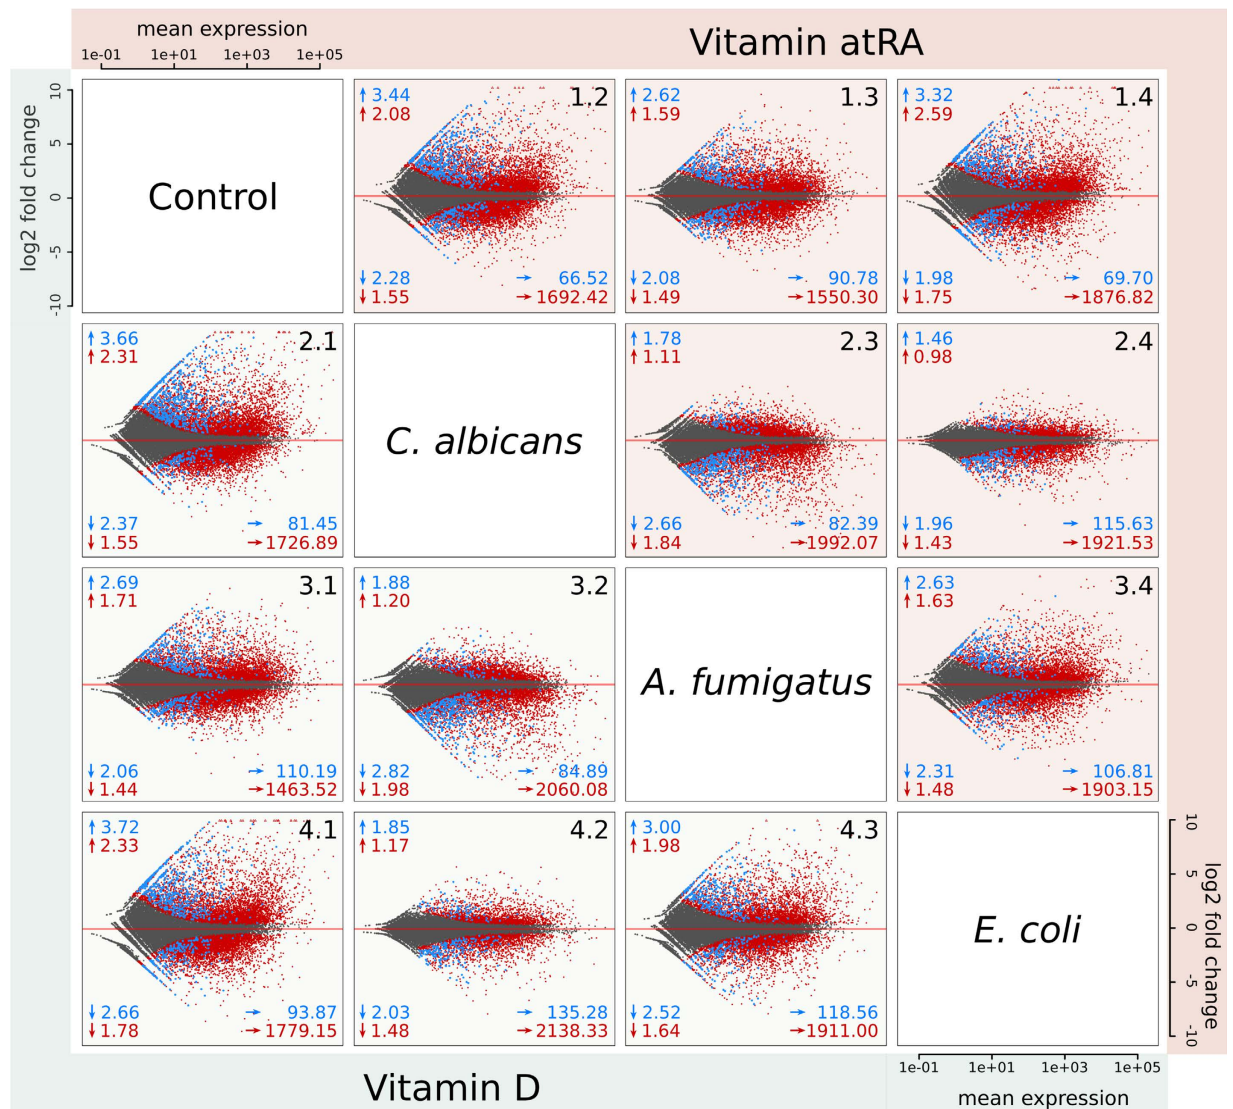 mean expression
Vitamin atRA
1e-01 1e+01 1e+03 1e+05
log2 fold change
10
5
0
-5
-10
Control
↑ 3.44
↑ 2.08
1.2
↓ 2.28 → 66.52
↓ 1.55 → 1692.42
↑ 2.62
↑ 1.59
1.3
↓ 2.08 → 90.78
↓ 1.49 → 1550.30
↑ 3.32
↑ 2.59
1.4
↓ 1.98 → 69.70
↓ 1.75 → 1876.82
↑ 3.66
↑ 2.31
2.1
↓ 2.37 → 81.45
↓ 1.55 → 1726.89
C. albicans
↑ 1.78
↑ 1.11
2.3
↓ 2.66 → 82.39
↓ 1.84 → 1992.07
↑ 1.46
↑ 0.98
2.4
↓ 1.96 → 115.63
↓ 1.43 → 1921.53
↑ 2.69
↑ 1.71
3.1
↓ 2.06 → 110.19
↓ 1.44 → 1463.52
↑ 1.88
↑ 1.20
3.2
↓ 2.82 → 84.89
↓ 1.98 → 2060.08
A. fumigatus
↑ 2.63
↑ 1.63
3.4
↓ 2.31 → 106.81
↓ 1.48 → 1903.15
↑ 3.72
↑ 2.33
4.1
↓ 2.66 → 93.87
↓ 1.78 → 1779.15
↑ 1.85
↑ 1.17
4.2
↓ 2.03 → 135.28
↓ 1.48 → 2138.33
↑ 3.00
↑ 1.98
4.3
↓ 2.52 → 118.56
↓ 1.64 → 1911.00
E. coli
10
5
0
-5
-10
log2 fold change
Vitamin D
1e-01 1e+01 1e+03 1e+05
mean expression